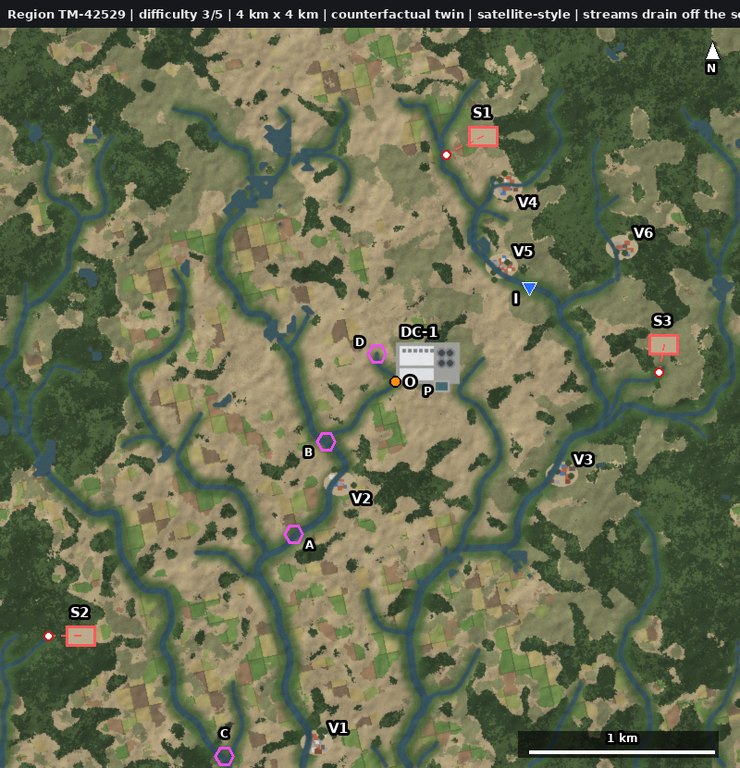 Region TM-42529 | difficulty 3/5 | 4 km x 4 km | counterfactual twin | satellite-style | streams drain off the s
N
S1
V4
V6
V5
I
S3
DC-1
D
O
P
B
V3
V2
A
S2
C
V1
1 km